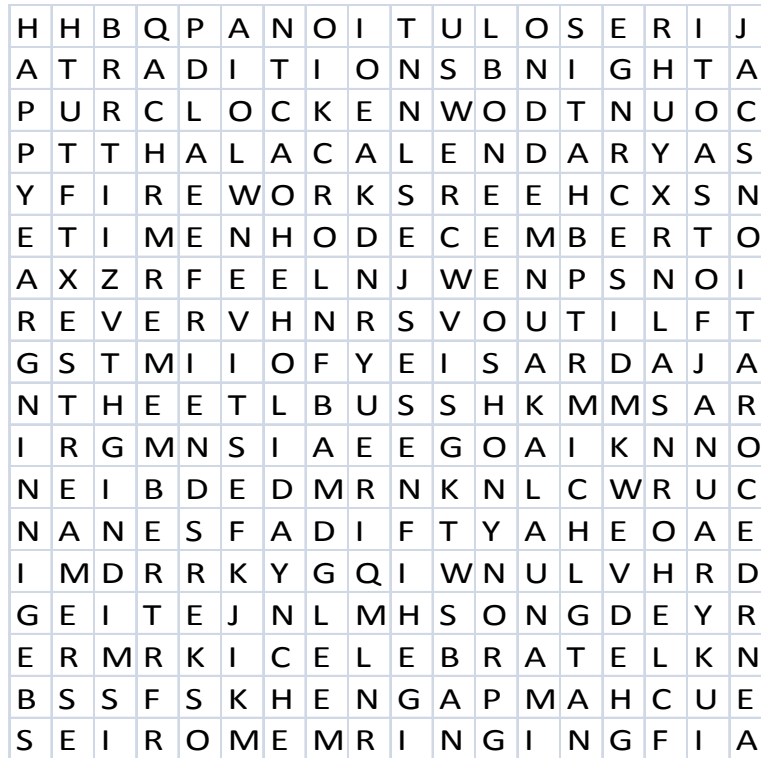 H H B Q P A N O I T U L O S E R I J
A T R A D I T I O N S B N I G H T A
P U R C L O C K E N W O D T N U O C
P T T H A L A C A L E N D A R Y A S
Y F I R E W O R K S R E E H C X S N
E T I M E N H O D E C E M B E R T O
A X Z R F E E L N J W E N P S N O I
R E V E R V H N R S V O U T I L F T
G S T M I I O F Y E I S A R D A J A
N T H E E T L B U S S H K M M S A R
I R G M N S I A E E G O A I K N N O
N E I B D E D M R N K N L C W R U C
N A N E S F A D I F T Y A H E O A E
I M D R R K Y G Q I W N U L V H R D
G E I T E J N L M H S O N G D E Y R
E R M R K I C E L E B R A T E L K N
B S S F S K H E N G A P M A H C U E
S E I R O M E M R I N G I N G F I A